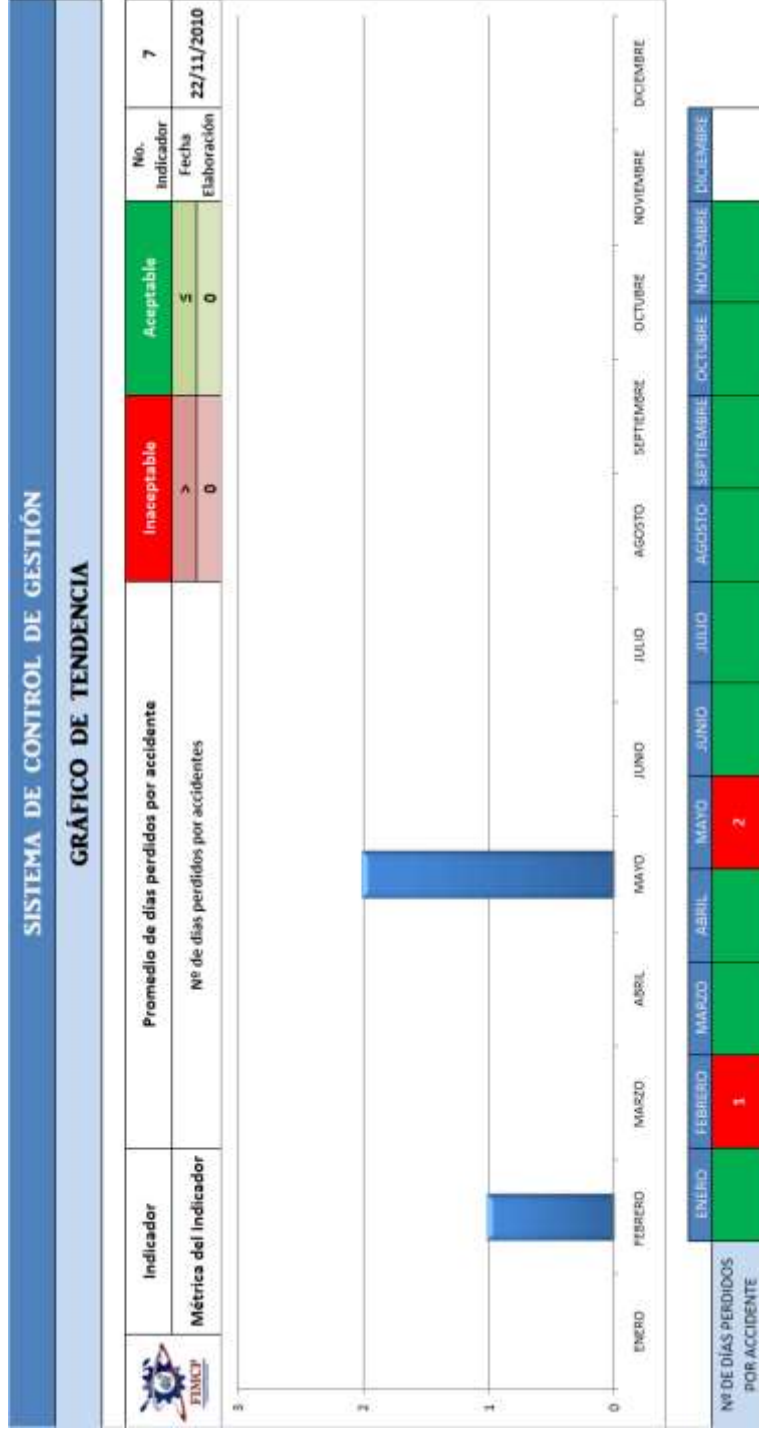 SISTEMA DE CONTROL DE GESTIÓN
GRÁFICO DE TENDENCIA
FIMCP
Indicador
Promedio de días perdidos por accidente
Inaceptable
Aceptable
No. Indicador
7
Métrica del Indicador
Nº de días perdidos por accidentes
>
≤
0
0
Fecha Elaboración
22/11/2010
3
2
1
0
ENERO FEBRERO MARZO ABRIL MAYO JUNIO JULIO AGOSTO SEPTIEMBRE OCTUBRE NOVIEMBRE DICIEMBRE
ENERO FEBRERO MARZO ABRIL MAYO JUNIO JULIO AGOSTO SEPTIEMBRE OCTUBRE NOVIEMBRE DICIEMBRE
Nº DE DÍAS PERDIDOS
POR ACCIDENTE
1 2